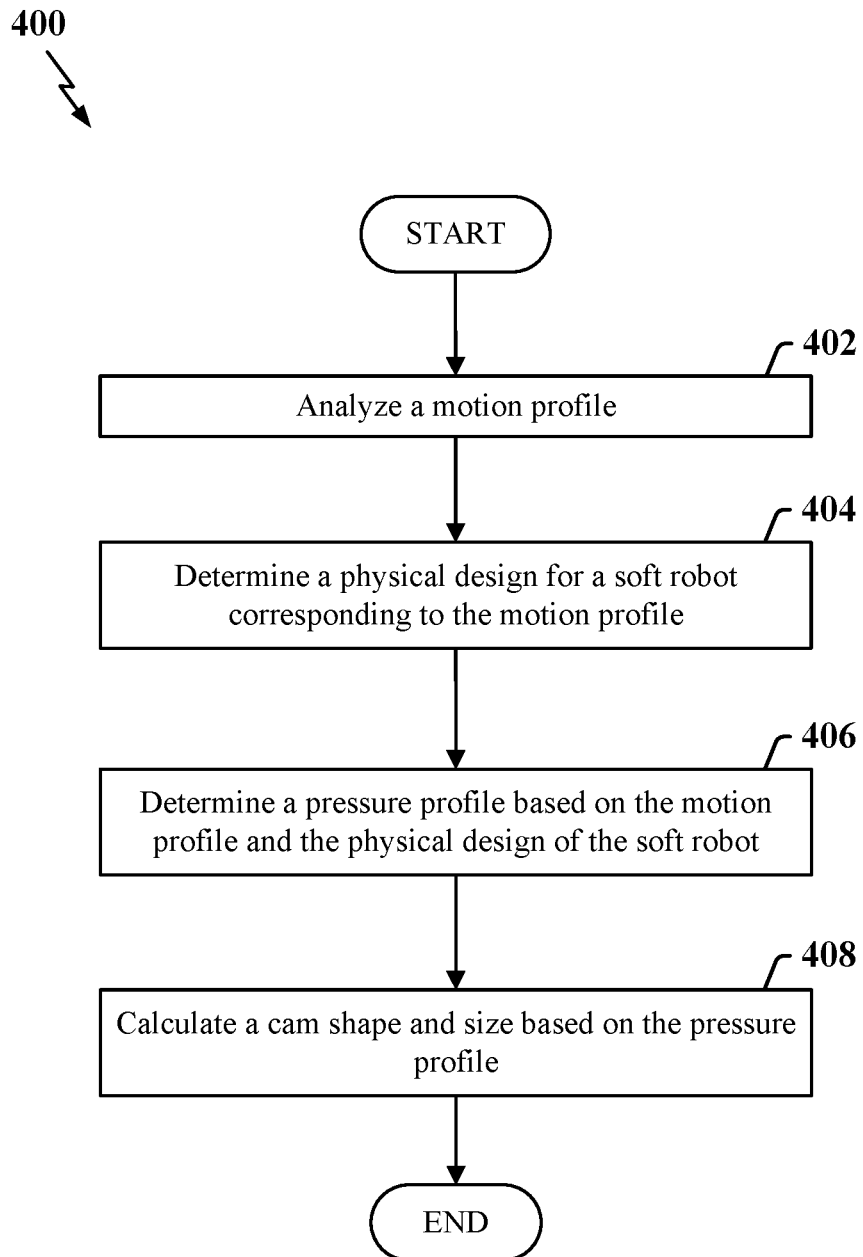 400
START
402
Analyze a motion profile
404
Determine a physical design for a soft robot
corresponding to the motion profile
406
Determine a pressure profile based on the motion
profile and the physical design of the soft robot
408
Calculate a cam shape and size based on the pressure
profile
END